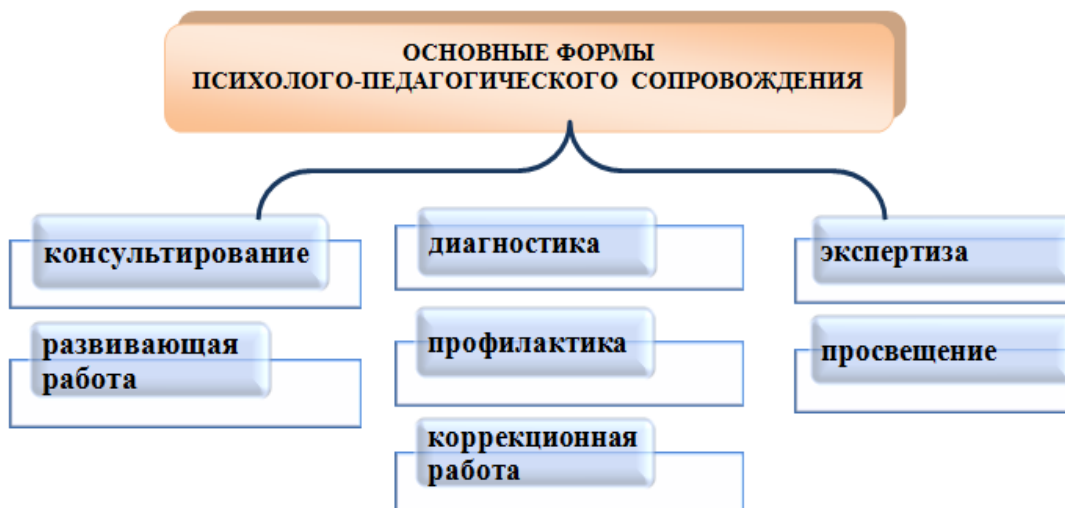 ОСНОВНЫЕ ФОРМЫ
ПСИХОЛОГО-ПЕДАГОГИЧЕСКОГО СОПРОВОЖДЕНИЯ
консультирование
развивающая
работа
диагностика
профилактика
коррекционная
работа
экспертиза
просвещение